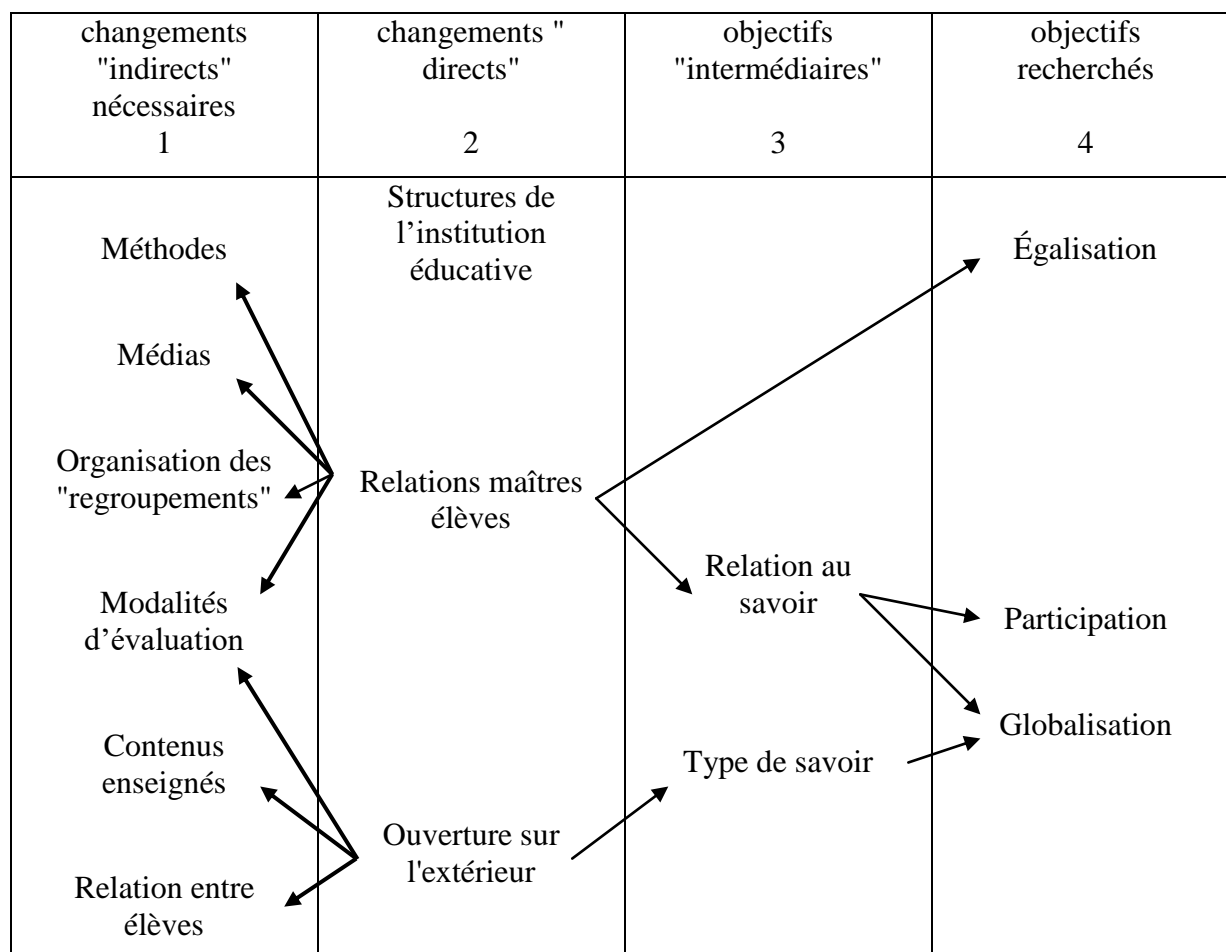 changements
"indirects"
nécessaires
1
changements "
directs"
2
objectifs
"intermédiaires"
3
objectifs
recherchés
4
Méthodes
Médias
Organisation des
"regroupements"
Modalités
d’évaluation
Contenus
enseignés
Relation entre
élèves
Structures de
l’institution
éducative
Relations maîtres
élèves
Ouverture sur
l'extérieur
Relation au
savoir
Type de savoir
Égalisation
Participation
Globalisation